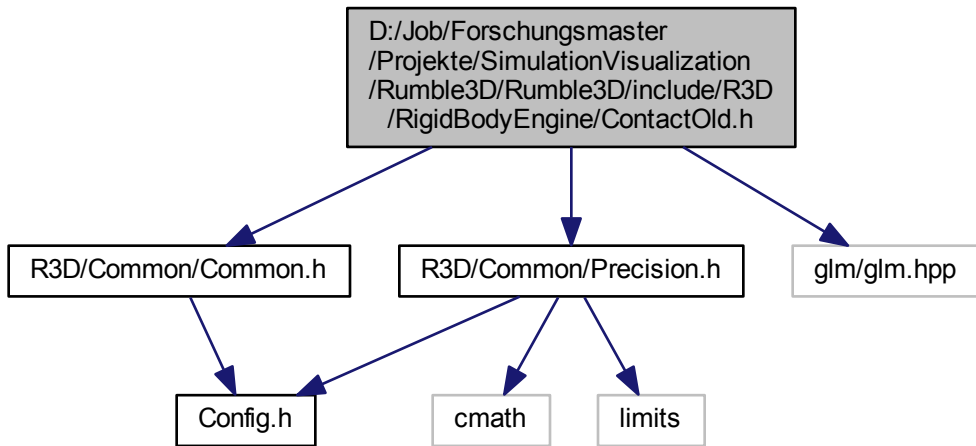 D:/Job/Forschungsmaster
/Projekte/SimulationVisualization
/Rumble3D/Rumble3D/include/R3D
/RigidBodyEngine/ContactOld.h
R3D/Common/Common.h
R3D/Common/Precision.h
glm/glm.hpp
Config.h
cmath
limits